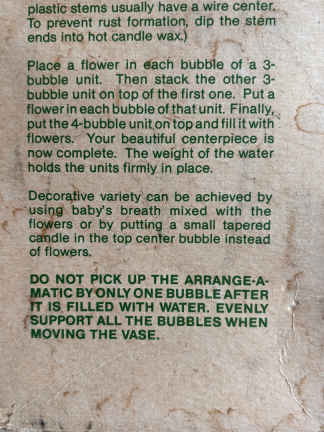 plastic stems usually have a wire center.
To prevent rust formation, dip the stem
ends into hot candle wax.)
Place a flower in each bubble of a 3-
bubble unit. Then stack the other 3-
bubble unit on top of the first one. Put a
flower in each bubble of that unit. Finally,
put the 4-bubble unit on top and fill it with
flowers. Your beautiful centerpiece is
now complete. The weight of the water
holds the units firmly in place.
Decorative variety can be achieved by
using baby's breath mixed with the
flowers or by putting a small tapered
candle in the top center bubble instead
of flowers.
DO NOT PICK UP THE ARRANGE-A-
MATIC BY ONLY ONE BUBBLE AFTER
IT IS FILLED WITH WATER. EVENLY
SUPPORT ALL THE BUBBLES WHEN
MOVING THE VASE.